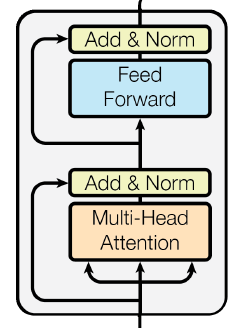 Add & Norm
Feed
Forward
Add & Norm
Multi-Head
Attention